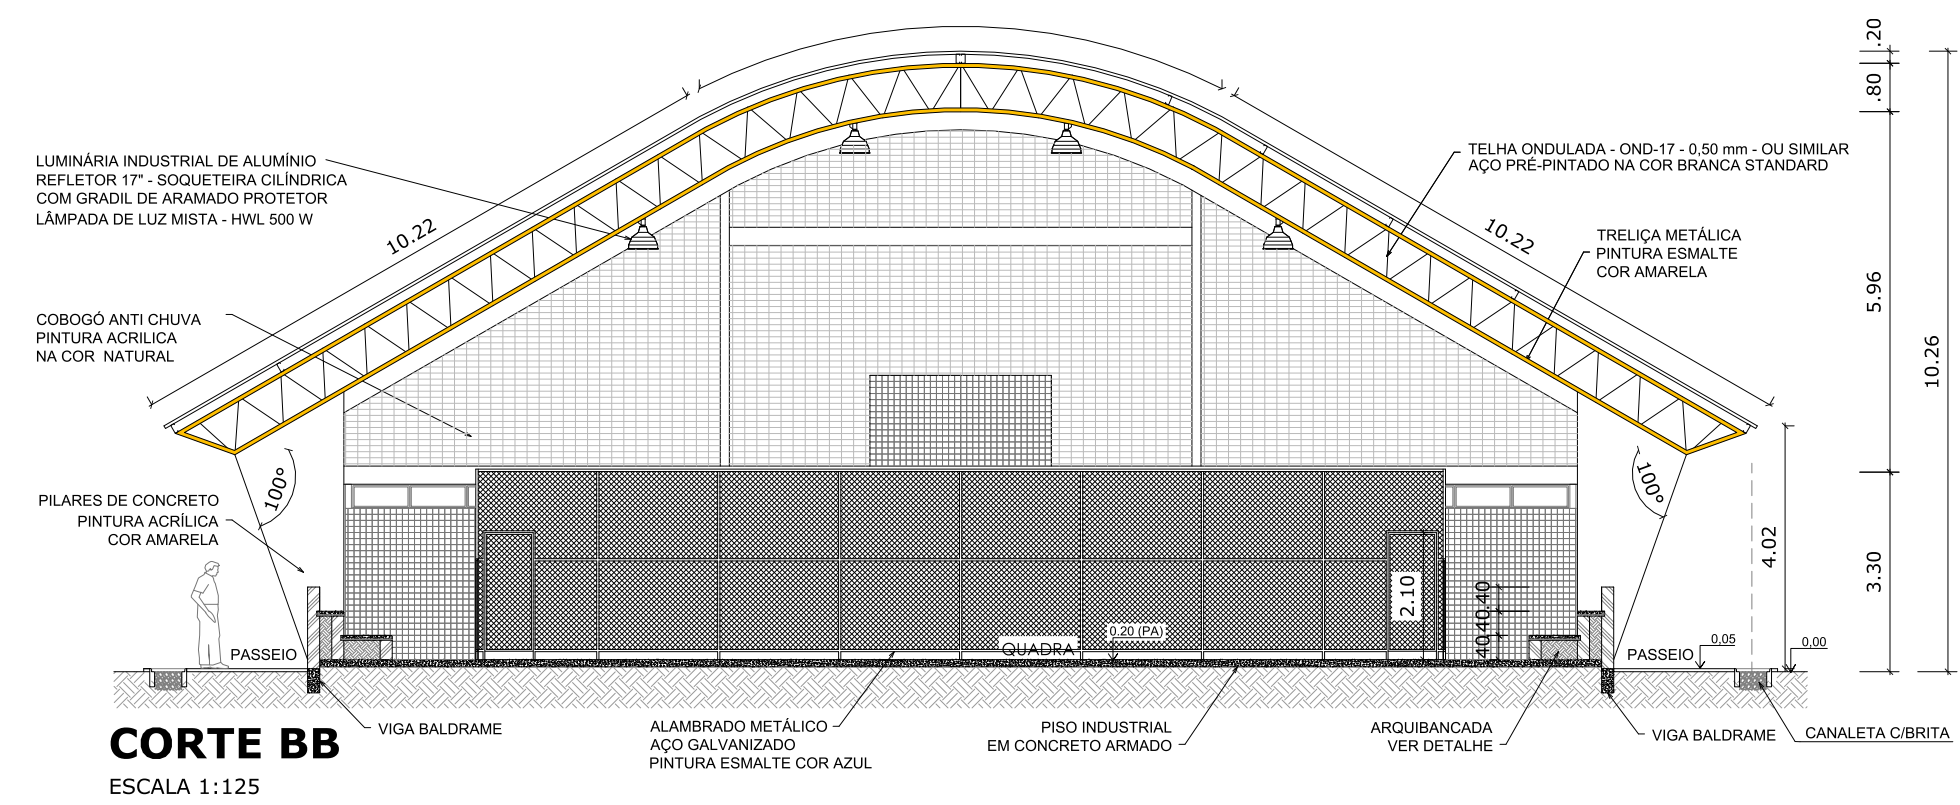 .20
.80
5.96
10.26
3.30
4.02
LUMINÁRIA INDUSTRIAL DE ALUMÍNIO
REFLETOR 17" - SOQUETEIRA CILÍNDRICA
COM GRADIL DE ARAMADO PROTETOR
LÂMPADA DE LUZ MISTA - HWL 500 W
10.22
TELHA ONDULADA - OND-17 - 0,50 mm - OU SIMILAR
AÇO PRÉ-PINTADO NA COR BRANCA STANDARD
10.22
TRELIÇA METÁLICA
PINTURA ESMALTE
COR AMARELA
COBOGÓ ANTI CHUVA
PINTURA ACRILICA
NA COR NATURAL
100°
100°
PILARES DE CONCRETO
PINTURA ACRÍLICA
COR AMARELA
2.10
.40
.40
.40
0.20 (PA)
QUADRA
PASSEIO
PASSEIO
0,05
0,00
VIGA BALDRAME
ALAMBRADO METÁLICO
AÇO GALVANIZADO
PINTURA ESMALTE COR AZUL
PISO INDUSTRIAL
EM CONCRETO ARMADO
ARQUIBANCADA
VER DETALHE
VIGA BALDRAME
CANALETA C/BRITA
CORTE BB
ESCALA 1:125